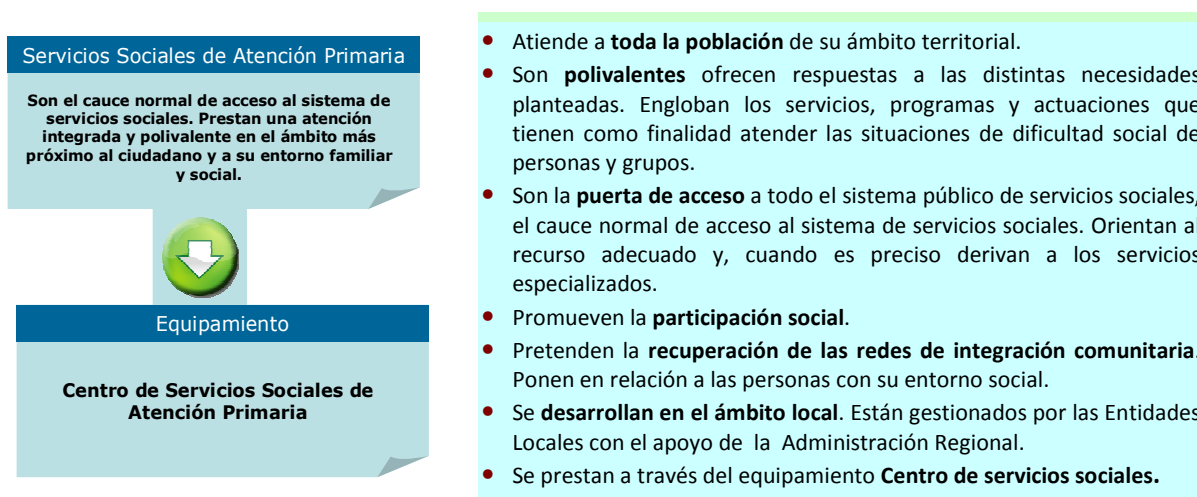 Servicios Sociales de Atención Primaria
Son el cauce normal de acceso al sistema de
servicios sociales. Prestan una atención
integrada y polivalente en el ámbito más
próximo al ciudadano y a su entorno familiar
y social.
Equipamiento
Centro de Servicios Sociales de
Atención Primaria
• Atiende a toda la población de su ámbito territorial.
• Son polivalentes ofrecen respuestas a las distintas necesidades
planteadas. Engloban los servicios, programas y actuaciones que
tienen como finalidad atender las situaciones de dificultad social de
personas y grupos.
• Son la puerta de acceso a todo el sistema público de servicios sociales,
el cauce normal de acceso al sistema de servicios sociales. Orientan al
recurso adecuado y, cuando es preciso derivan a los servicios
especializados.
• Promueven la participación social.
• Pretenden la recuperación de las redes de integración comunitaria.
Ponen en relación a las personas con su entorno social.
• Se desarrollan en el ámbito local. Están gestionados por las Entidades
Locales con el apoyo de la Administración Regional.
• Se prestan a través del equipamiento Centro de servicios sociales.